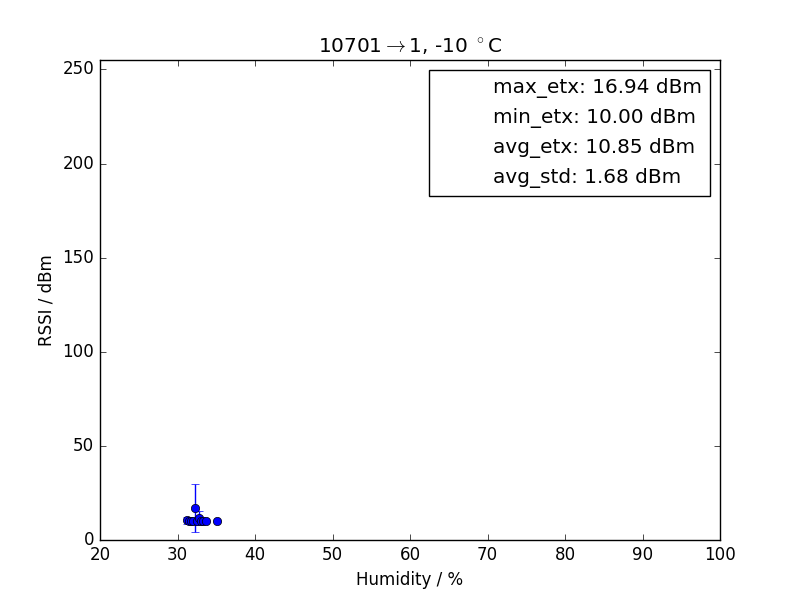 10701→1, -10 °C
max_etx: 16.94 dBm
min_etx: 10.00 dBm
avg_etx: 10.85 dBm
avg_std: 1.68 dBm
250
200
150
100
50
0
RSSI / dBm
20 30 40 50 60 70 80 90 100
Humidity / %